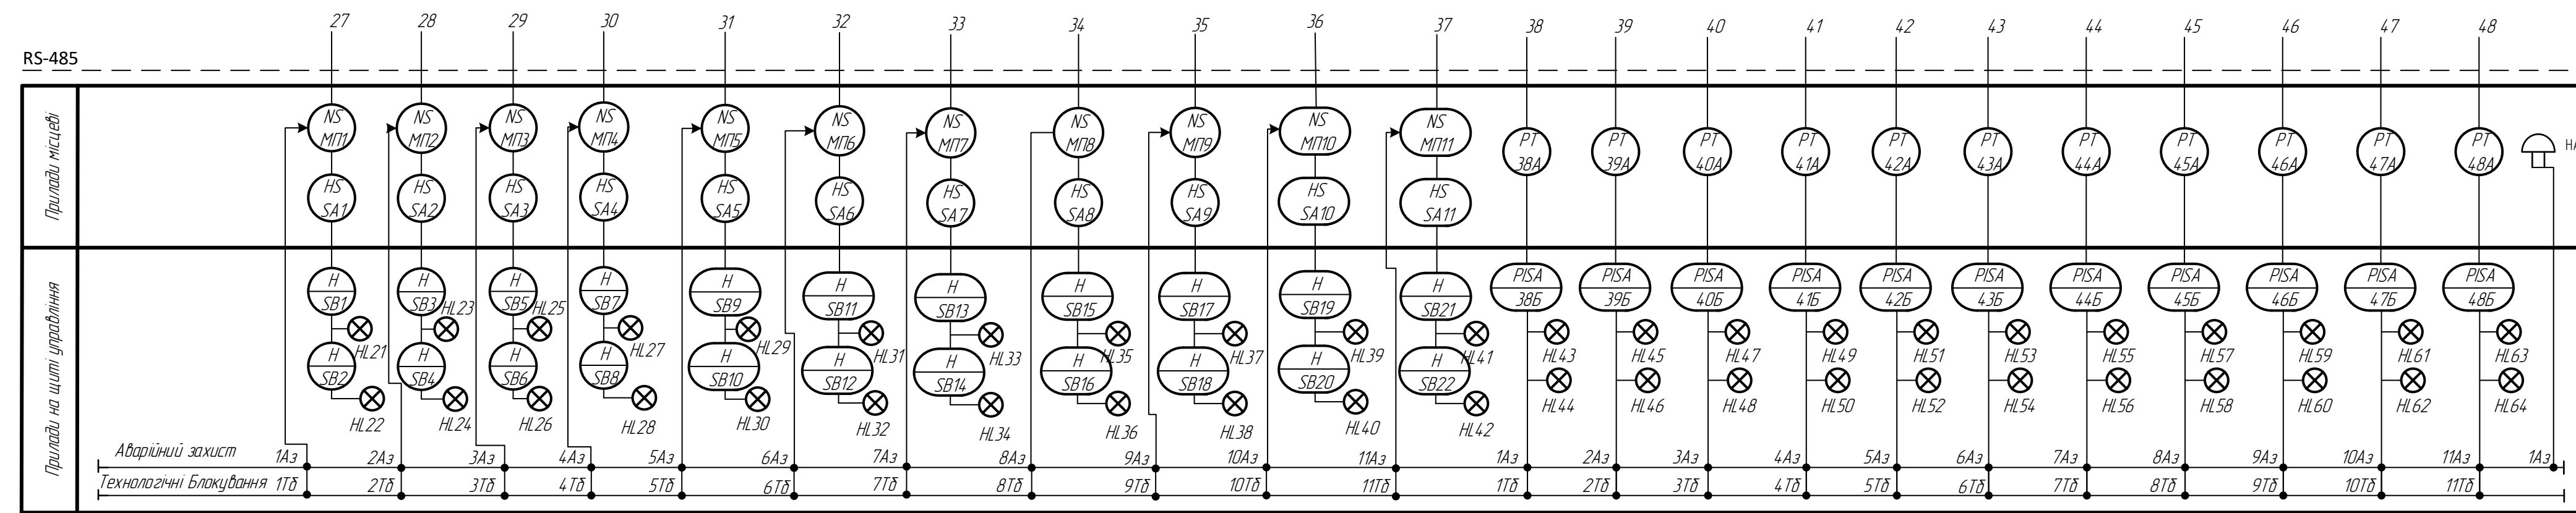 27 28 29 30 31 32 33 34 35 36 37 38 39 40 41 42 43 44 45 46 47 48
RS-485
Прилади місцеві
NS NS NS NS NS NS NS NS NS NS NS
МП1 МП2 МП3 МП4 МП5 МП6 МП7 МП8 МП9 МП10 МП11
PT PT PT PT PT PT PT PT PT PT PT
38А 39А 40А 41А 42А 43А 44А 45А 46А 47А 48А
HS HS HS HS HS HS HS HS HS HS HS
SA1 SA2 SA3 SA4 SA5 SA6 SA7 SA8 SA9 SA10 SA11
Прилади на щиті управління
H H H H H H H H H H H
SB1 SB3 SB5 SB7 SB9 SB11 SB13 SB15 SB17 SB19 SB21
PISA PISA PISA PISA PISA PISA PISA PISA PISA PISA PISA
38Б 39Б 40Б 41Б 42Б 43Б 44Б 45Б 46Б 47Б 48Б
HL21 HL23 HL25 HL27 HL29 HL31 HL33 HL35 HL37 HL39 HL41 HL43 HL45 HL47 HL49 HL51 HL53 HL55 HL57 HL59 HL61 HL63
H H H H H H H H H H H
SB2 SB4 SB6 SB8 SB10 SB12 SB14 SB16 SB18 SB20 SB22
HL22 HL24 HL26 HL28 HL30 HL32 HL34 HL36 HL38 HL40 HL42 HL44 HL46 HL48 HL50 HL52 HL54 HL56 HL58 HL60 HL62 HL64
Аварійний захист 1Аз 2Аз 3Аз 4Аз 5Аз 6Аз 7Аз 8Аз 9Аз 10Аз 11Аз 1Аз 2Аз 3Аз 4Аз 5Аз 6Аз 7Аз 8Аз 9Аз 10Аз 11Аз 1Аз
Технологічні Блокування 1Тб 2Тб 3Тб 4Тб 5Тб 6Тб 7Тб 8Тб 9Тб 10Тб 11Тб 1Тб 2Тб 3Тб 4Тб 5Тб 6Тб 7Тб 8Тб 9Тб 10Тб 11Тб